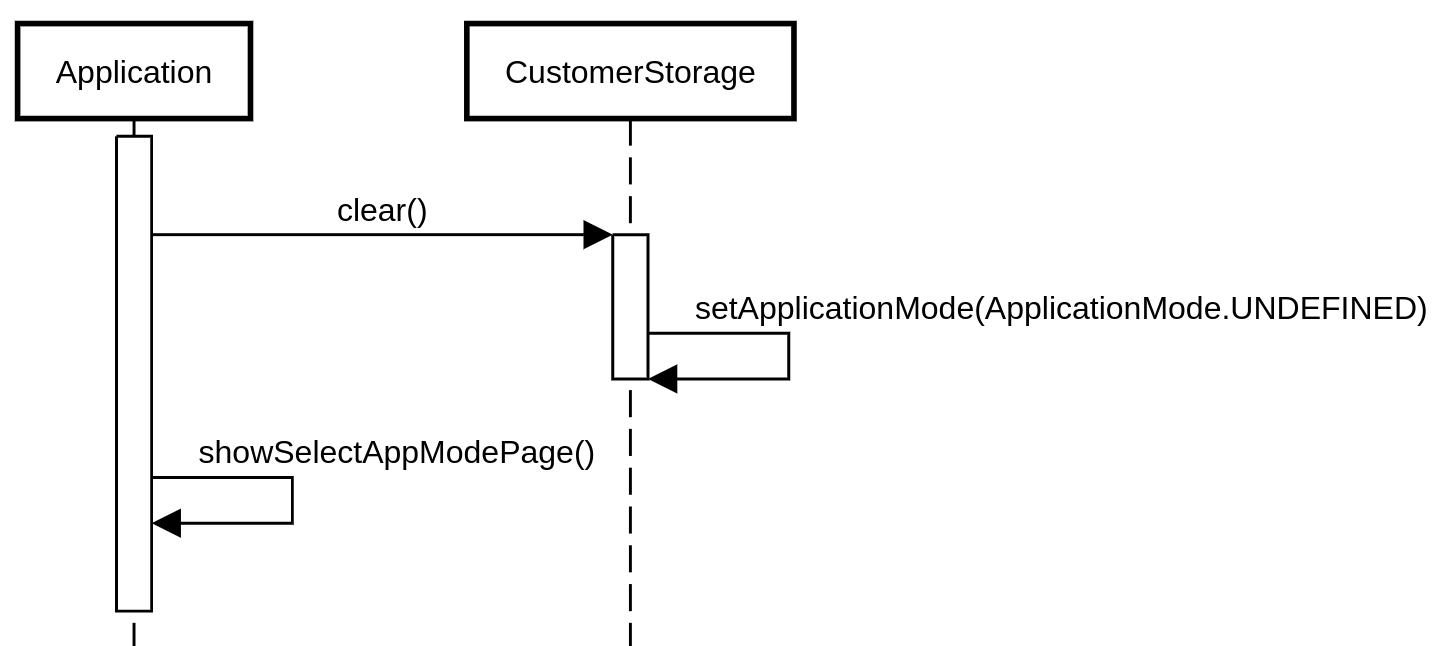 Application
CustomerStorage
clear()
setApplicationMode(ApplicationMode.UNDEFINED)
showSelectAppModePage()